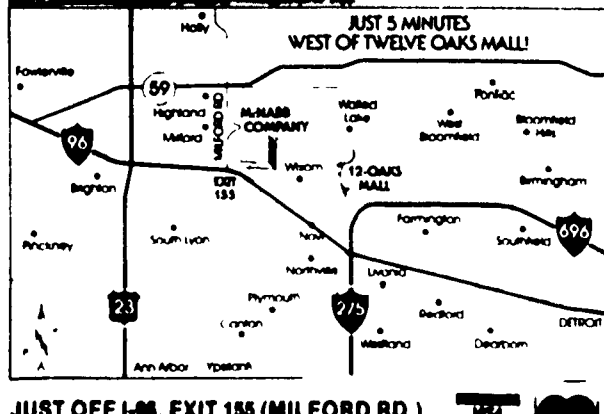 JUST 5 MINUTES
WEST OF TWELVE OAKS MALL!
Holly
Fowlerville
59
Highland
Milford
MILFORD RD
McNABB
COMPANY
Walled
Lake
Pontiac
West
Bloomfield
Bloomfield
Hills
96
EXIT
155
Wixom
12-OAKS
MALL
Birmingham
Brighton
Pinckney
South Lyon
Novi
Farmington
Southfield
696
Northville
Livonia
23
Plymouth
Canton
275
Redford
DETROIT
Westland
Dearborn
Ann Arbor
Ypsilanti
JUST OFF I-96, EXIT 155 (MILFORD RD.)